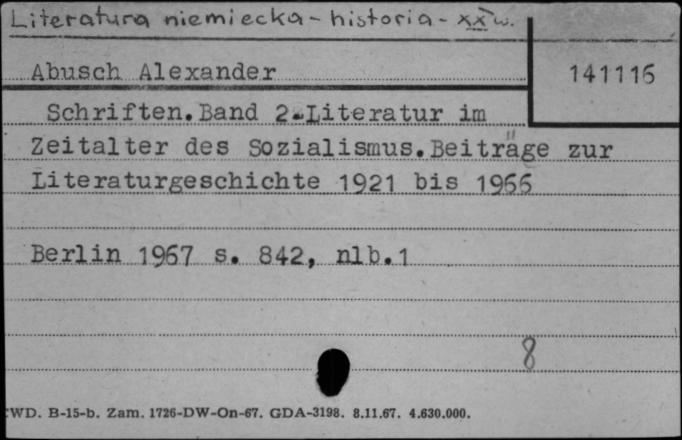 Literatura niemiecka - historia - XX w.
Abusch Alexander
141116
Schriften. Band 2. Literatur im
Zeitalter des Sozialismus. Beiträge zur
Literaturgeschichte 1921 bis 1966
Berlin 1967 s. 842, nlb.1
8
WD. B-15-b. Zam. 1726-DW-On-67. GDA-3198. 8.11.67. 4.630.000.